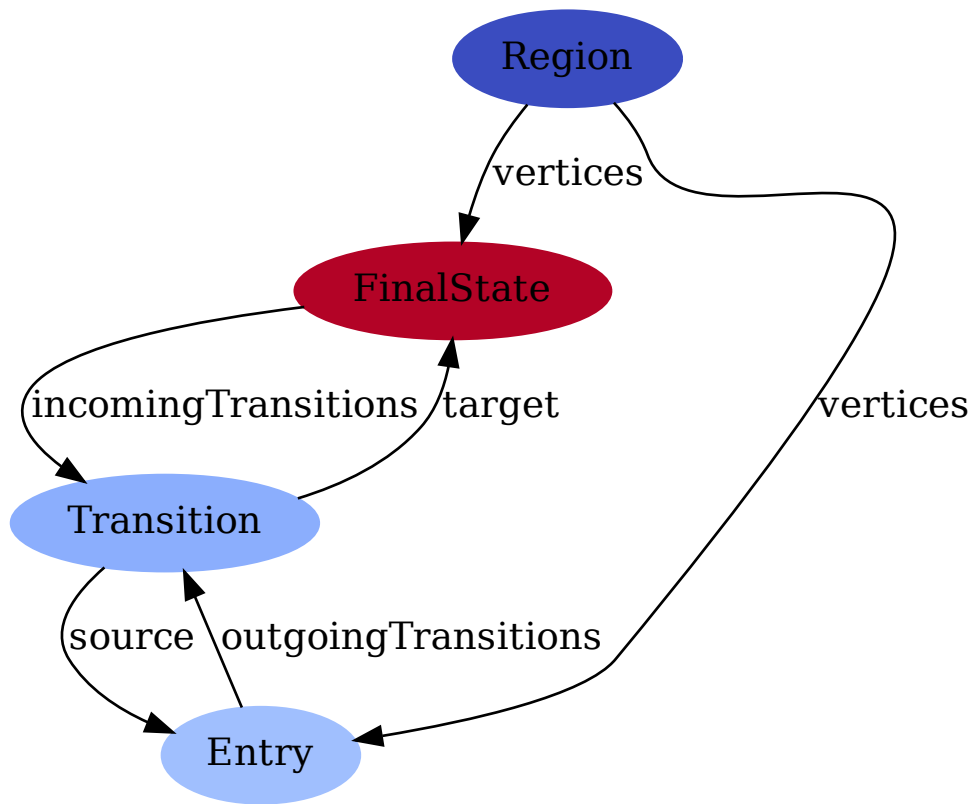 Region
vertices
FinalState
incomingTransitions
target
vertices
Transition
source
outgoingTransitions
Entry